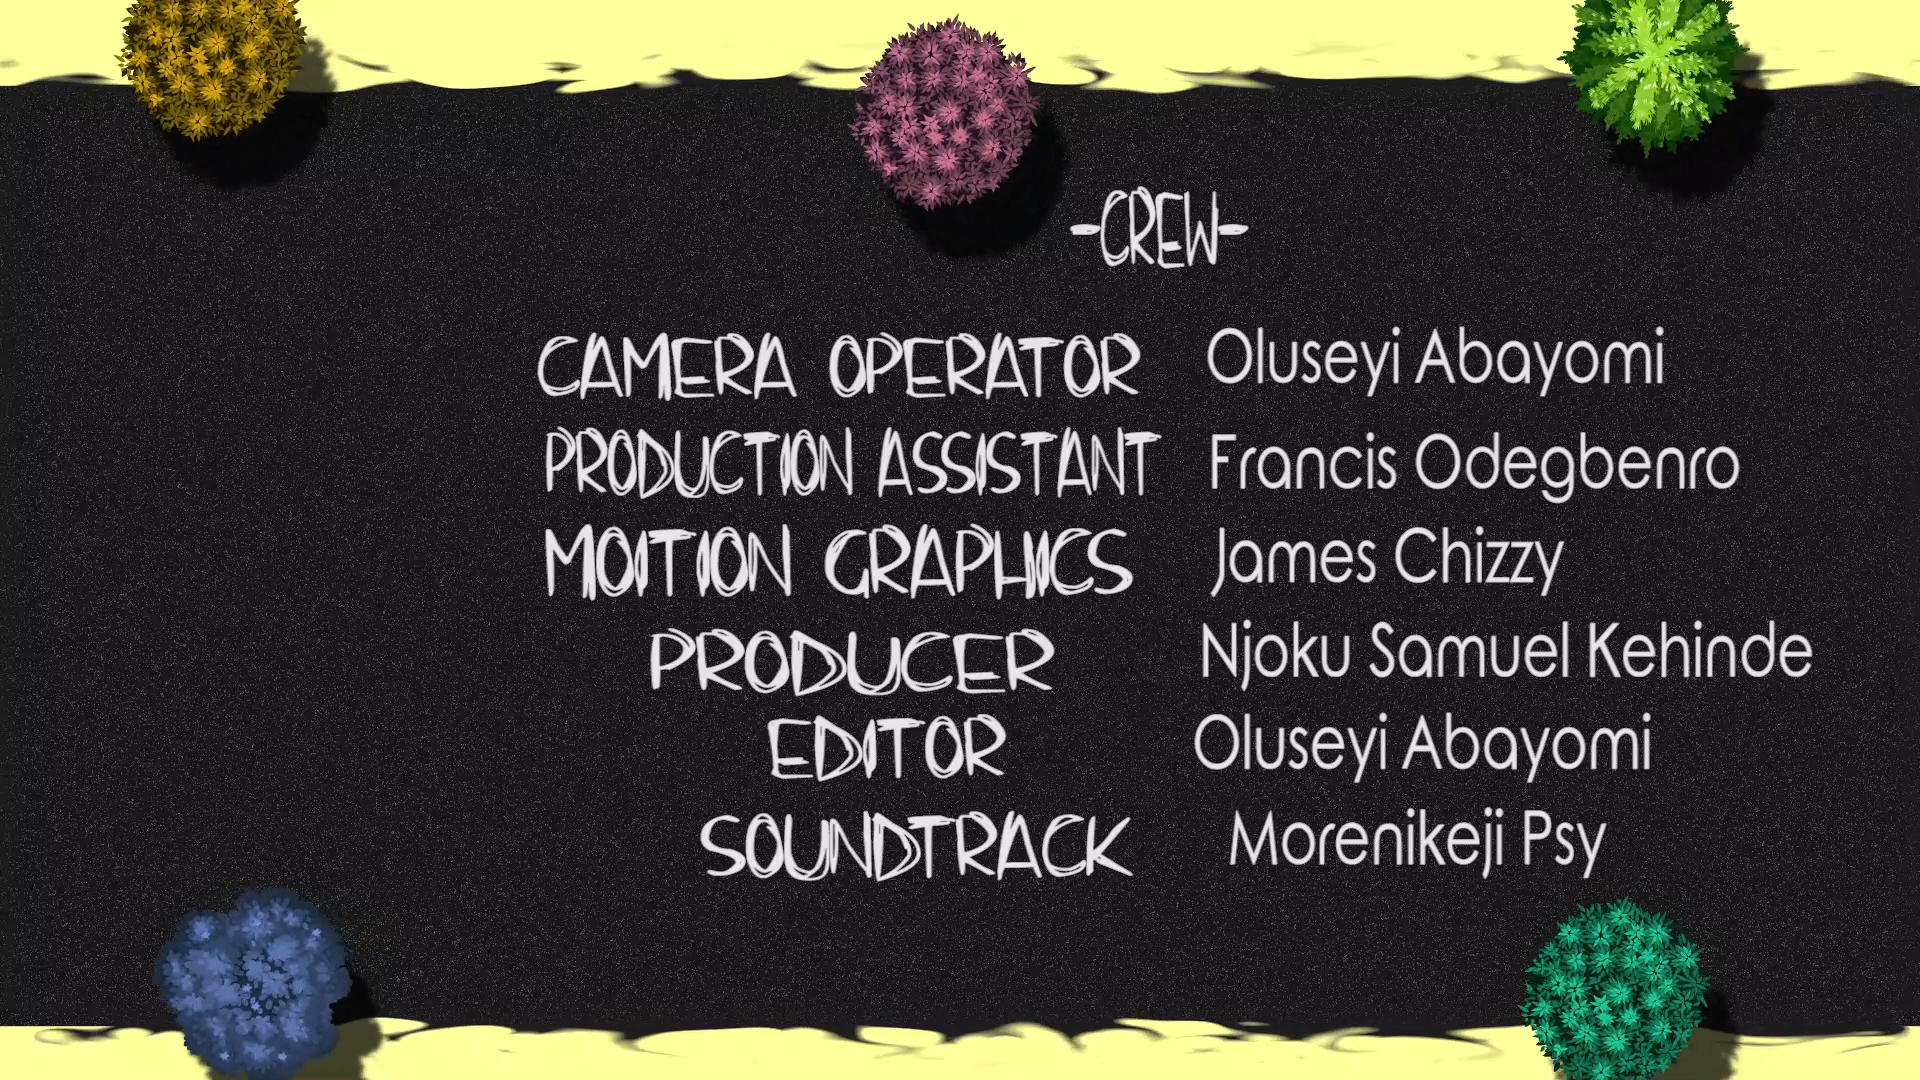 -CREW-
CAMERA OPERATOR Oluseyi Abayomi
PRODUCTION ASSISTANT Francis Odegbenro
MOITION GRAPHICS James Chizzy
PRODUCER Njoku Samuel Kehinde
EDITOR Oluseyi Abayomi
SOUNDTRACK Morenikeji Psy